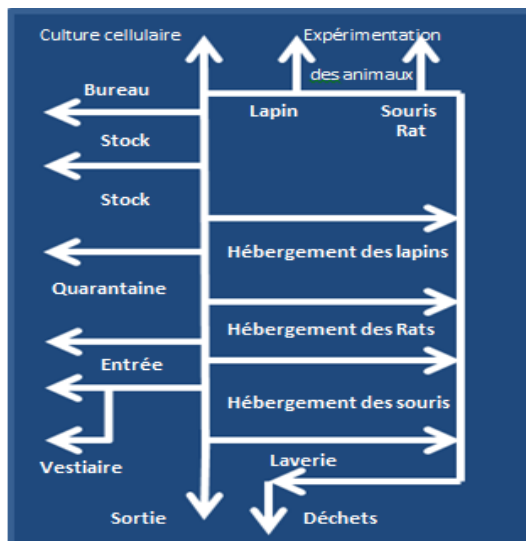 Culture cellulaire
Expérimentation
des animaux
Bureau
Lapin
Souris
Rat
Stock
Stock
Hébergement des lapins
Quarantaine
Hébergement des Rats
Entrée
Hébergement des souris
Vestiaire
Laverie
Sortie
Déchets